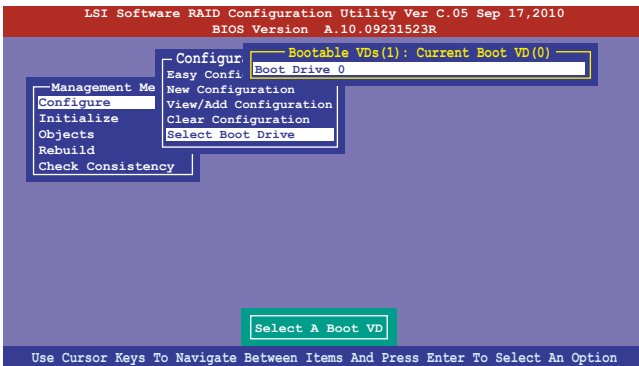 LSI Software RAID Configuration Utility Ver C.05 Sep 17,2010
BIOS Version A.10.09231523R
Bootable VDs(1): Current Boot VD(0)
Boot Drive 0
Configur
Easy Confi
New Configuration
View/Add Configuration
Clear Configuration
Select Boot Drive
Management Me
Configure
Initialize
Objects
Rebuild
Check Consistency
Select A Boot VD
Use Cursor Keys To Navigate Between Items And Press Enter To Select An Option